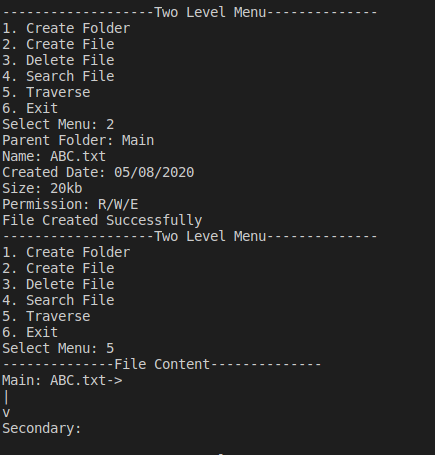 -------------------Two Level Menu--------------
1. Create Folder
2. Create File
3. Delete File
4. Search File
5. Traverse
6. Exit
Select Menu: 2
Parent Folder: Main
Name: ABC.txt
Created Date: 05/08/2020
Size: 20kb
Permission: R/W/E
File Created Successfully
-------------------Two Level Menu--------------
1. Create Folder
2. Create File
3. Delete File
4. Search File
5. Traverse
6. Exit
Select Menu: 5
--------------File Content--------------
Main: ABC.txt->
|
v
Secondary: